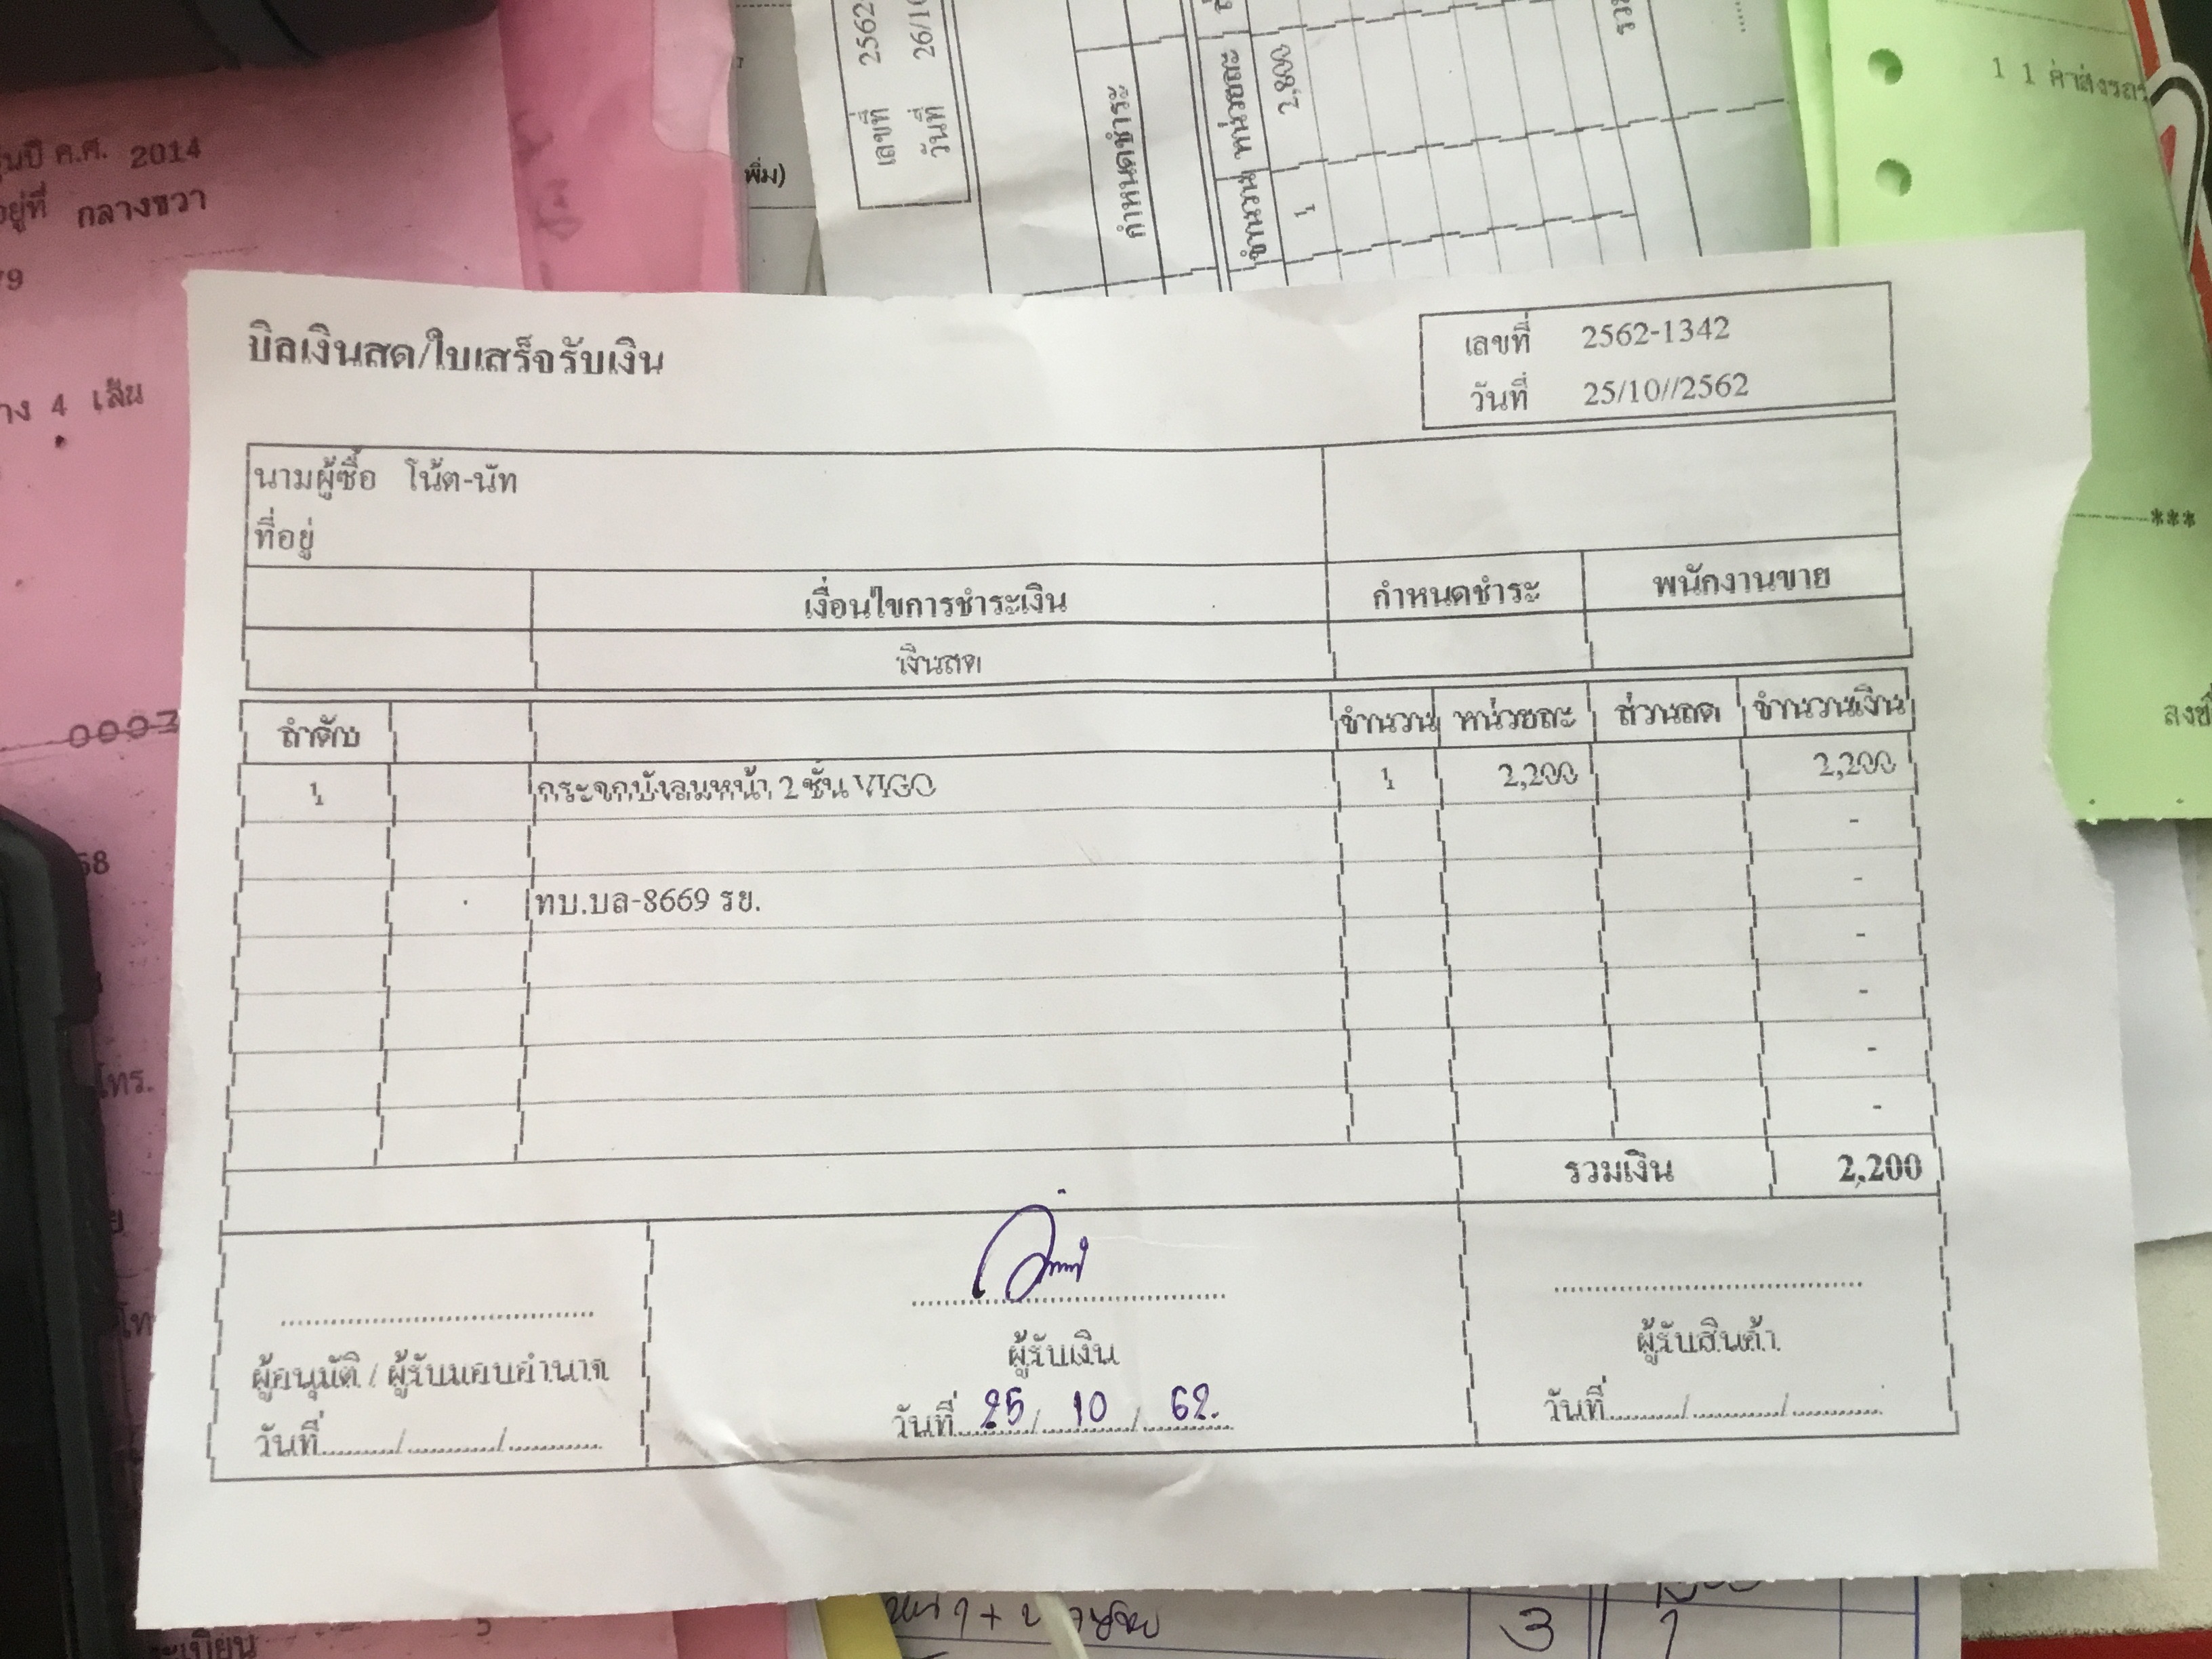 บิลเงินสด/ใบเสร็จรับเงิน
เลขที่ 2562-1342
วันที่ 25/10//2562
นามผู้ซื้อ โน้ต-นัท
ที่อยู่
เงื่อนใขการชำระเงิน กำหนดชำระ พนักงานขาย
เงินสด
ลำดับ จำนวน หน่วยละ ส่วนลด จำนวนเงิน
1 กระจกบังลมหน้า 2 ชั้น VIGO 1 2,200 2,200
-
ทบ.บล-8669 รย. -
-
-
-
-
รวมเงิน 2,200
ผู้อนุมัติ / ผู้รับมอบอำนาจ ผู้รับเงิน ผู้รับสินค้า
วันที่........../............/............ วันที่ 25 / 10 / 62. วันที่........../............/............
ค.ศ. 2014
กลางขวา
4 เส้น
เลขที่ 2562
วันที่ 26/10
กำหนดชำระ
จำนวน หน่วยละ
1 2,800
พิ่ม)
1 1 ค่าส่งรถ
***
โทร.
3